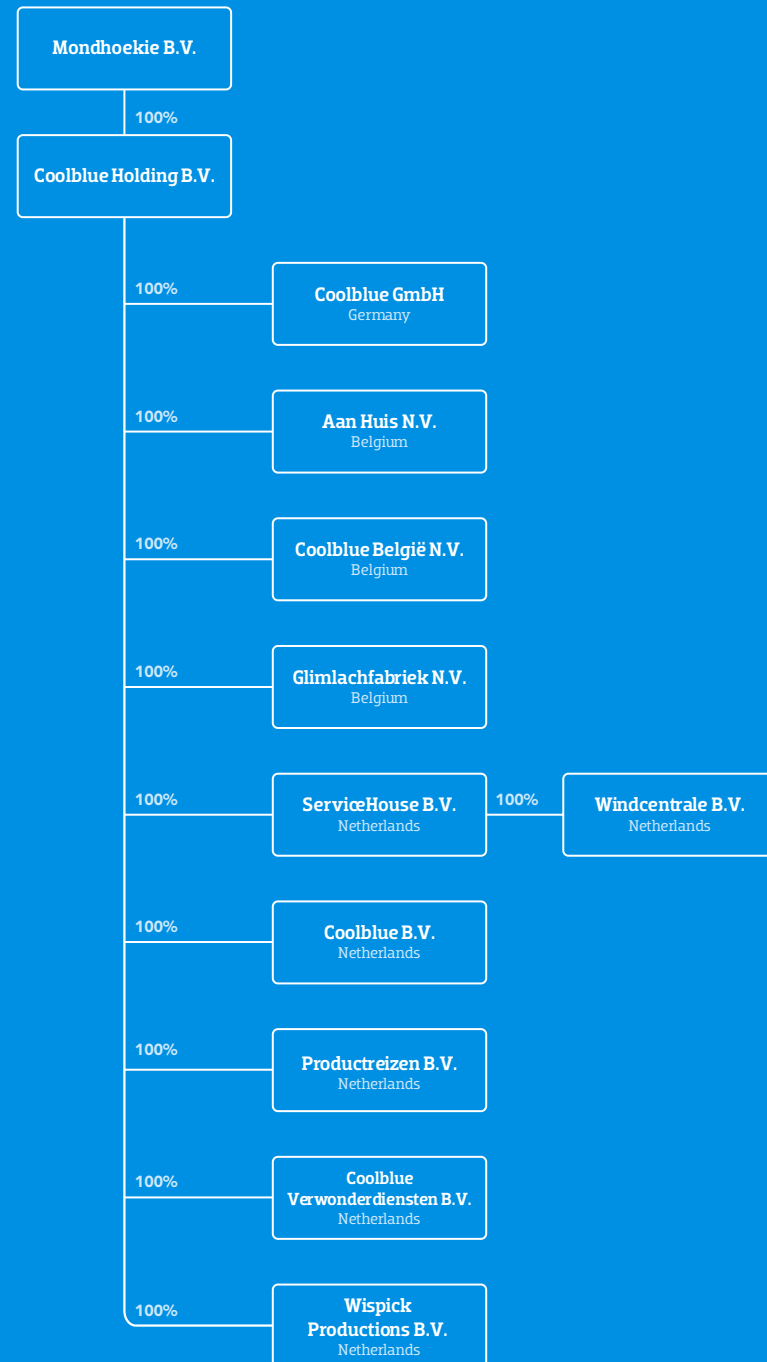 Mondhoekie B.V.
100%
Coolblue Holding B.V.
100%
Coolblue GmbH
Germany
100%
Aan Huis N.V.
Belgium
100%
Coolblue België N.V.
Belgium
100%
Glimlachfabriek N.V.
Belgium
100%
ServiceHouse B.V.
Netherlands
100%
Windcentrale B.V.
Netherlands
100%
Coolblue B.V.
Netherlands
100%
Productreizen B.V.
Netherlands
100%
Coolblue
Verwonderdiensten B.V.
Netherlands
100%
Wispick
Productions B.V.
Netherlands